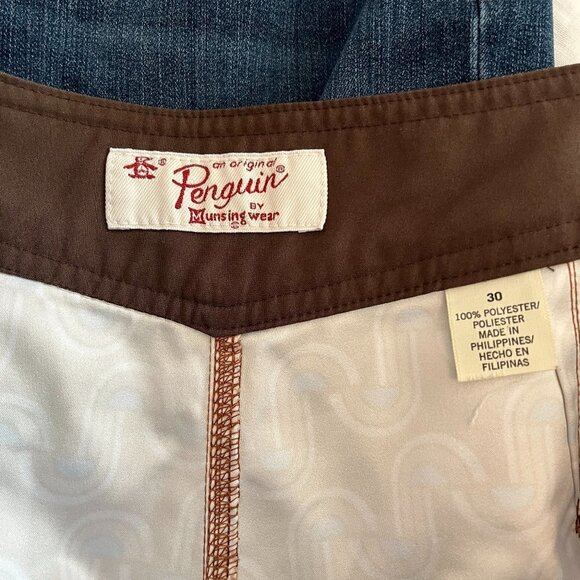 an original
Penguin®
BY
Munsingwear
®
30
100% POLYESTER/
POLIESTER
MADE IN
PHILIPPINES/
HECHO EN
FILIPINAS